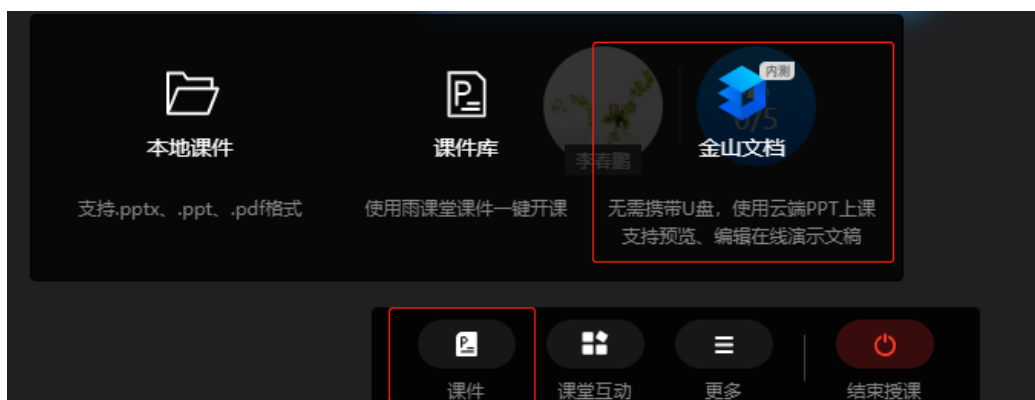 内测
6/5
本地课件
课件库
李春鹏
金山文档
支持.pptx、.ppt、.pdf格式
使用雨课堂课件一键开课
无需携带U盘，使用云端PPT上课
支持预览、编辑在线演示文稿
课件
课堂互动
更多
结束授课